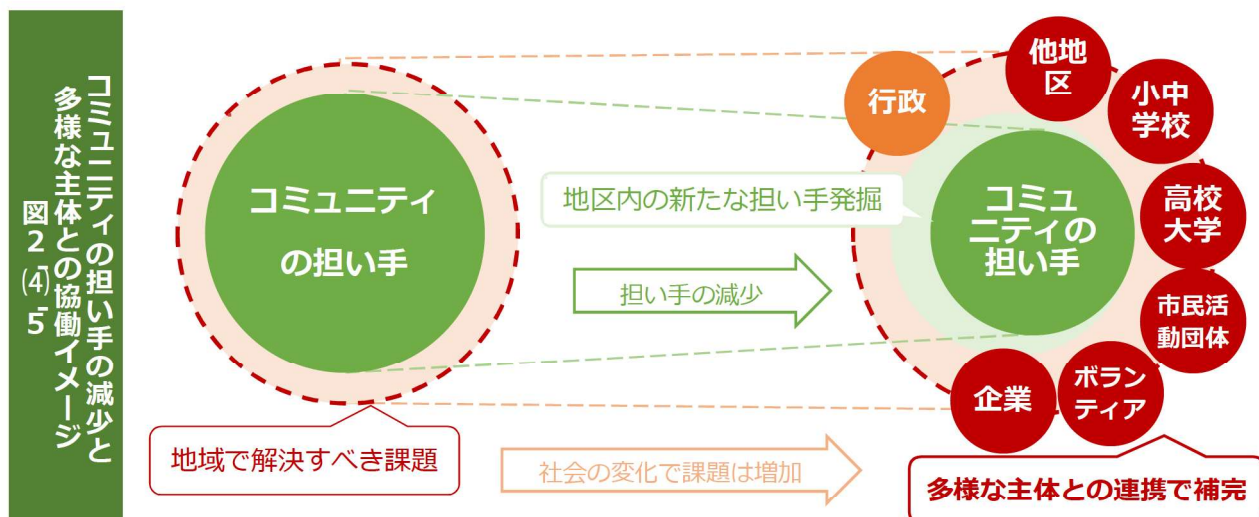 コミュニティの担い手の減少と
多様な主体との協働イメージ
図2-(4)-5
コミュニティ
の担い手
地域で解決すべき課題
地区内の新たな担い手発掘
担い手の減少
社会の変化で課題は増加
行政
他地
区
小中
学校
高校
大学
市民活
動団体
ボラン
ティア
企業
コミュ
ニティの
担い手
多様な主体との連携で補完